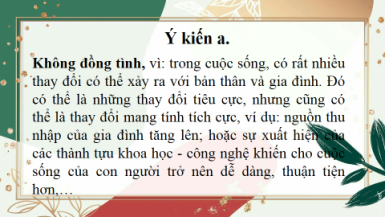 Ý kiến a.
Không đồng tình, vì: trong cuộc sống, có rất nhiều
thay đổi có thể xảy ra với bản thân và gia đình. Đó
có thể là những thay đổi tiêu cực, nhưng cũng có
thể là thay đổi mang tính tích cực, ví dụ: nguồn thu
nhập của gia đình tăng lên; hoặc sự xuất hiện của
các thành tựu khoa học - công nghệ khiến cho cuộc
sống của con người trở nên dễ dàng, thuận tiện
hơn,…